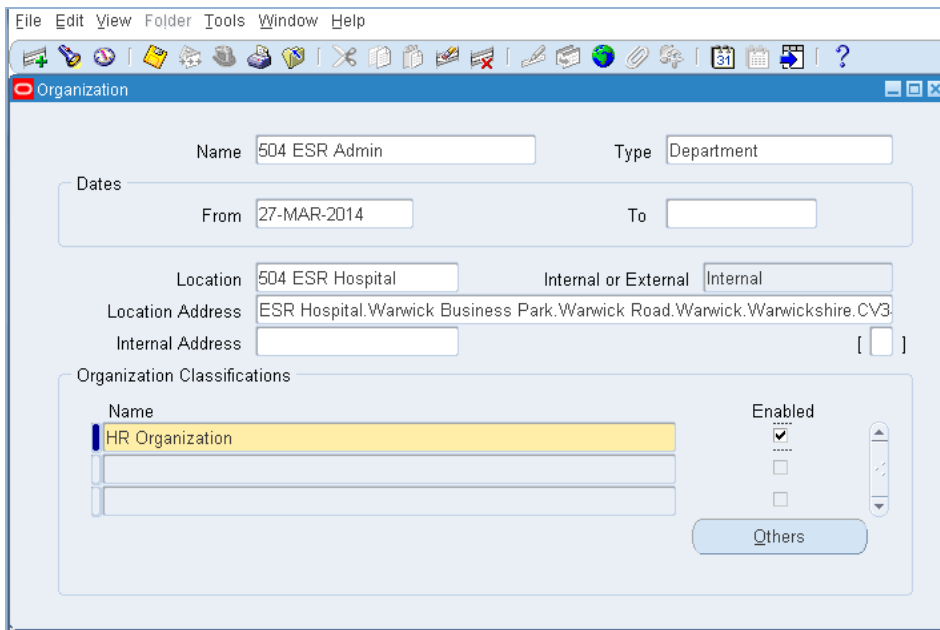 File Edit View Folder Tools Window Help
31
?
Organization
Name 504 ESR Admin Type Department
Dates
From 27-MAR-2014 To
Location 504 ESR Hospital Internal or External Internal
Location Address ESR Hospital.Warwick Business Park.Warwick Road.Warwick.Warwickshire.CV3
Internal Address [ ]
Organization Classifications
Name Enabled
HR Organization
Others